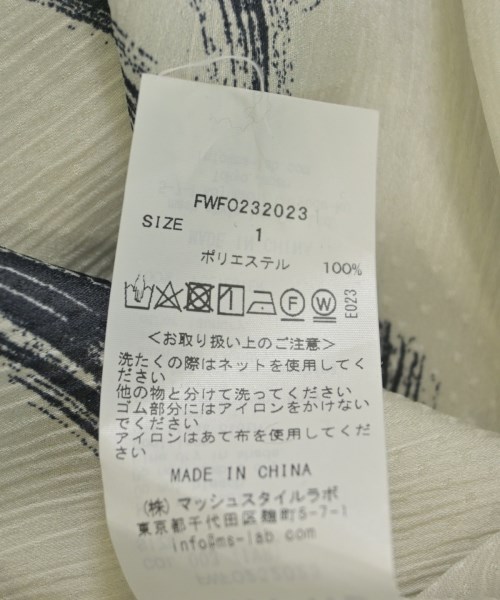 FWFO232023
SIZE
1
ポリエステル 100%
F W E023
＜お取り扱い上のご注意＞
洗たくの際はネットを使用してく
ださい
他の物と分けて洗ってください
ゴム部分にはアイロンをかけない
でください
アイロンはあて布を使用してくだ
さい
MADE IN CHINA
(株) マッシュスタイルラボ
東京都千代田区麹町5-7-1
info@ms-lab.com